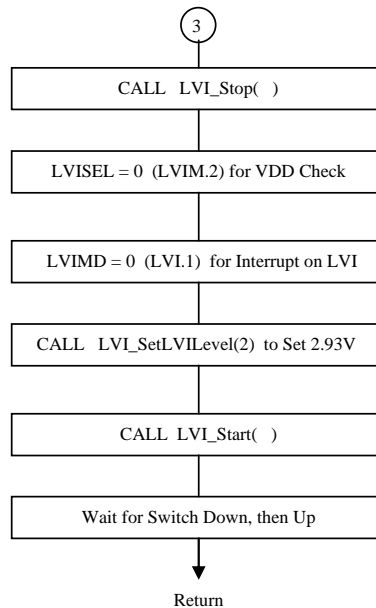 3
CALL LVI_Stop( )
LVISEL = 0 (LVIM.2) for VDD Check
LVIMD = 0 (LVI.1) for Interrupt on LVI
CALL LVI_SetLVILevel(2) to Set 2.93V
CALL LVI_Start( )
Wait for Switch Down, then Up
Return